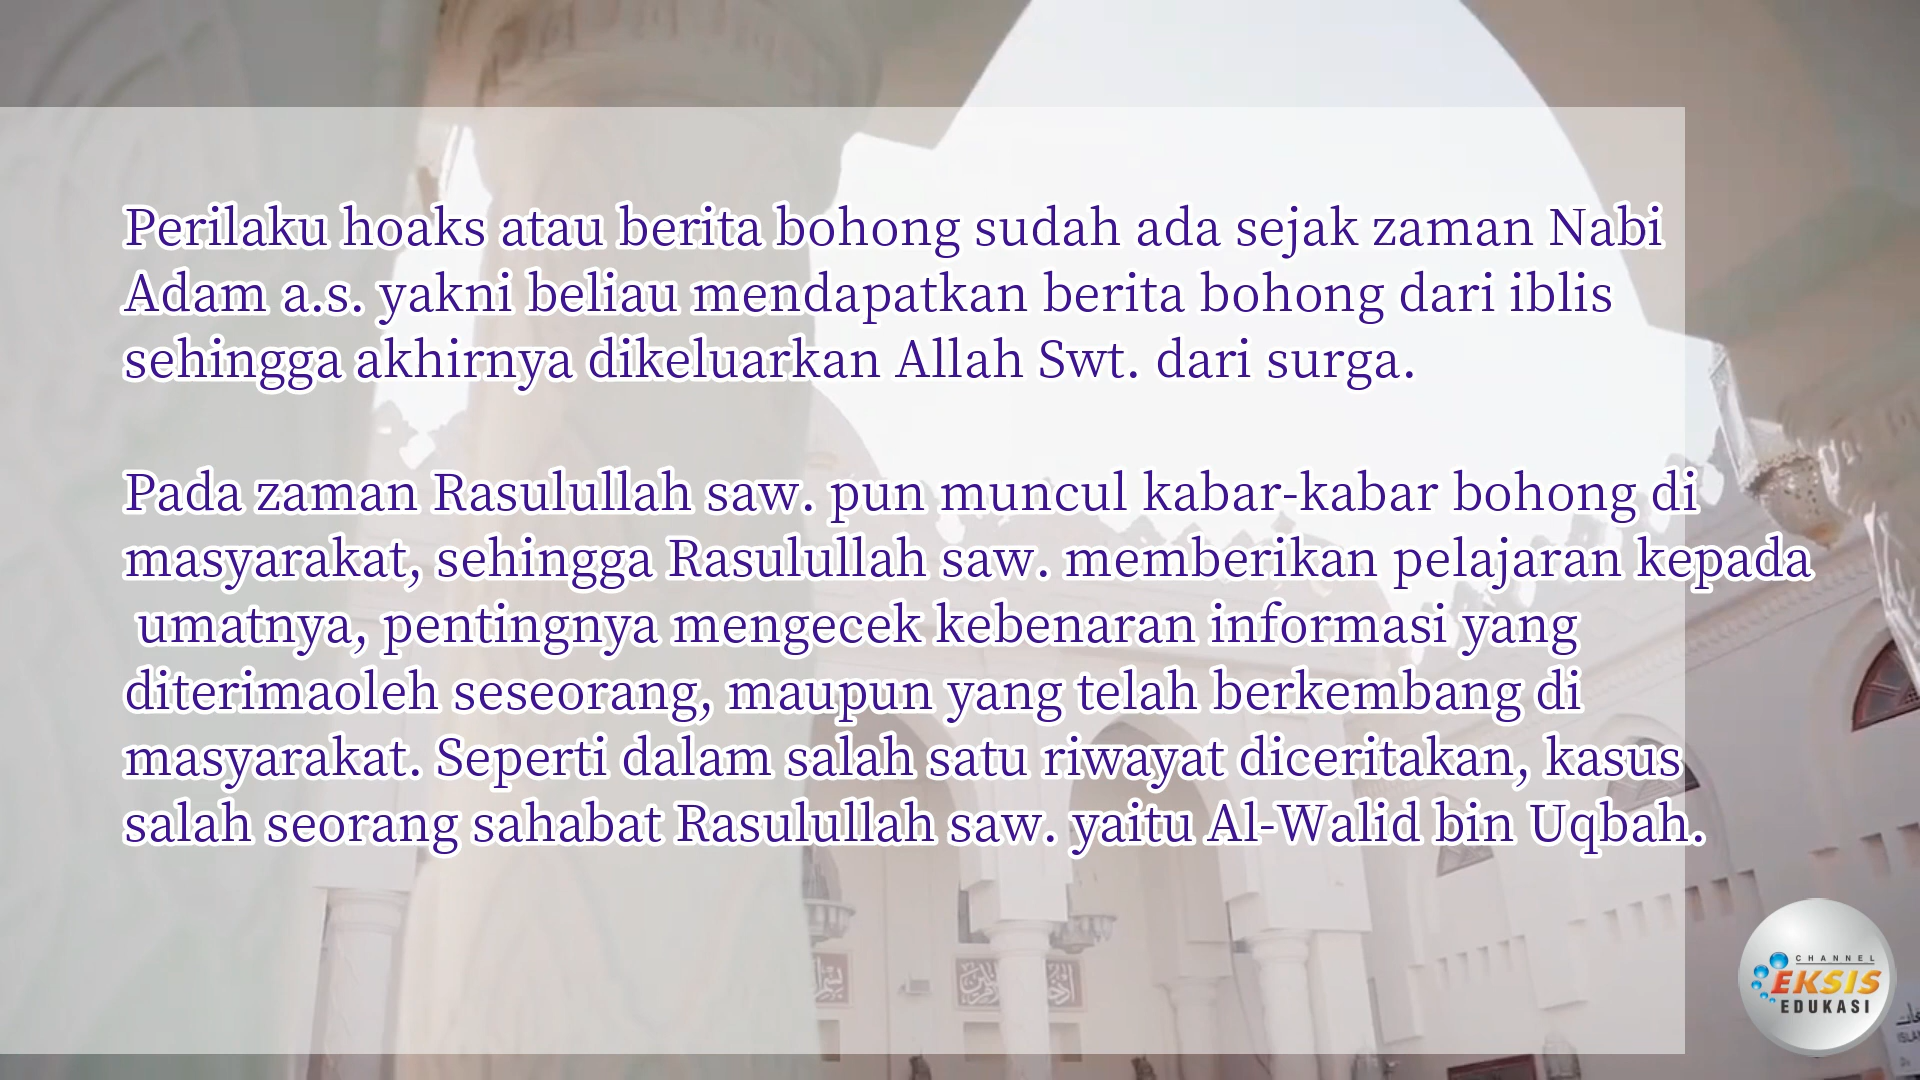 Perilaku hoaks atau berita bohong sudah ada sejak zaman Nabi
Adam a.s. yakni beliau mendapatkan berita bohong dari iblis
sehingga akhirnya dikeluarkan Allah Swt. dari surga.
Pada zaman Rasulullah saw. pun muncul kabar-kabar bohong di
masyarakat, sehingga Rasulullah saw. memberikan pelajaran kepada
umatnya, pentingnya mengecek kebenaran informasi yang
diterimaoleh seseorang, maupun yang telah berkembang di
masyarakat. Seperti dalam salah satu riwayat diceritakan, kasus
salah seorang sahabat Rasulullah saw. yaitu Al-Walid bin Uqbah.
CHANNEL
EKSIS
EDUKASI